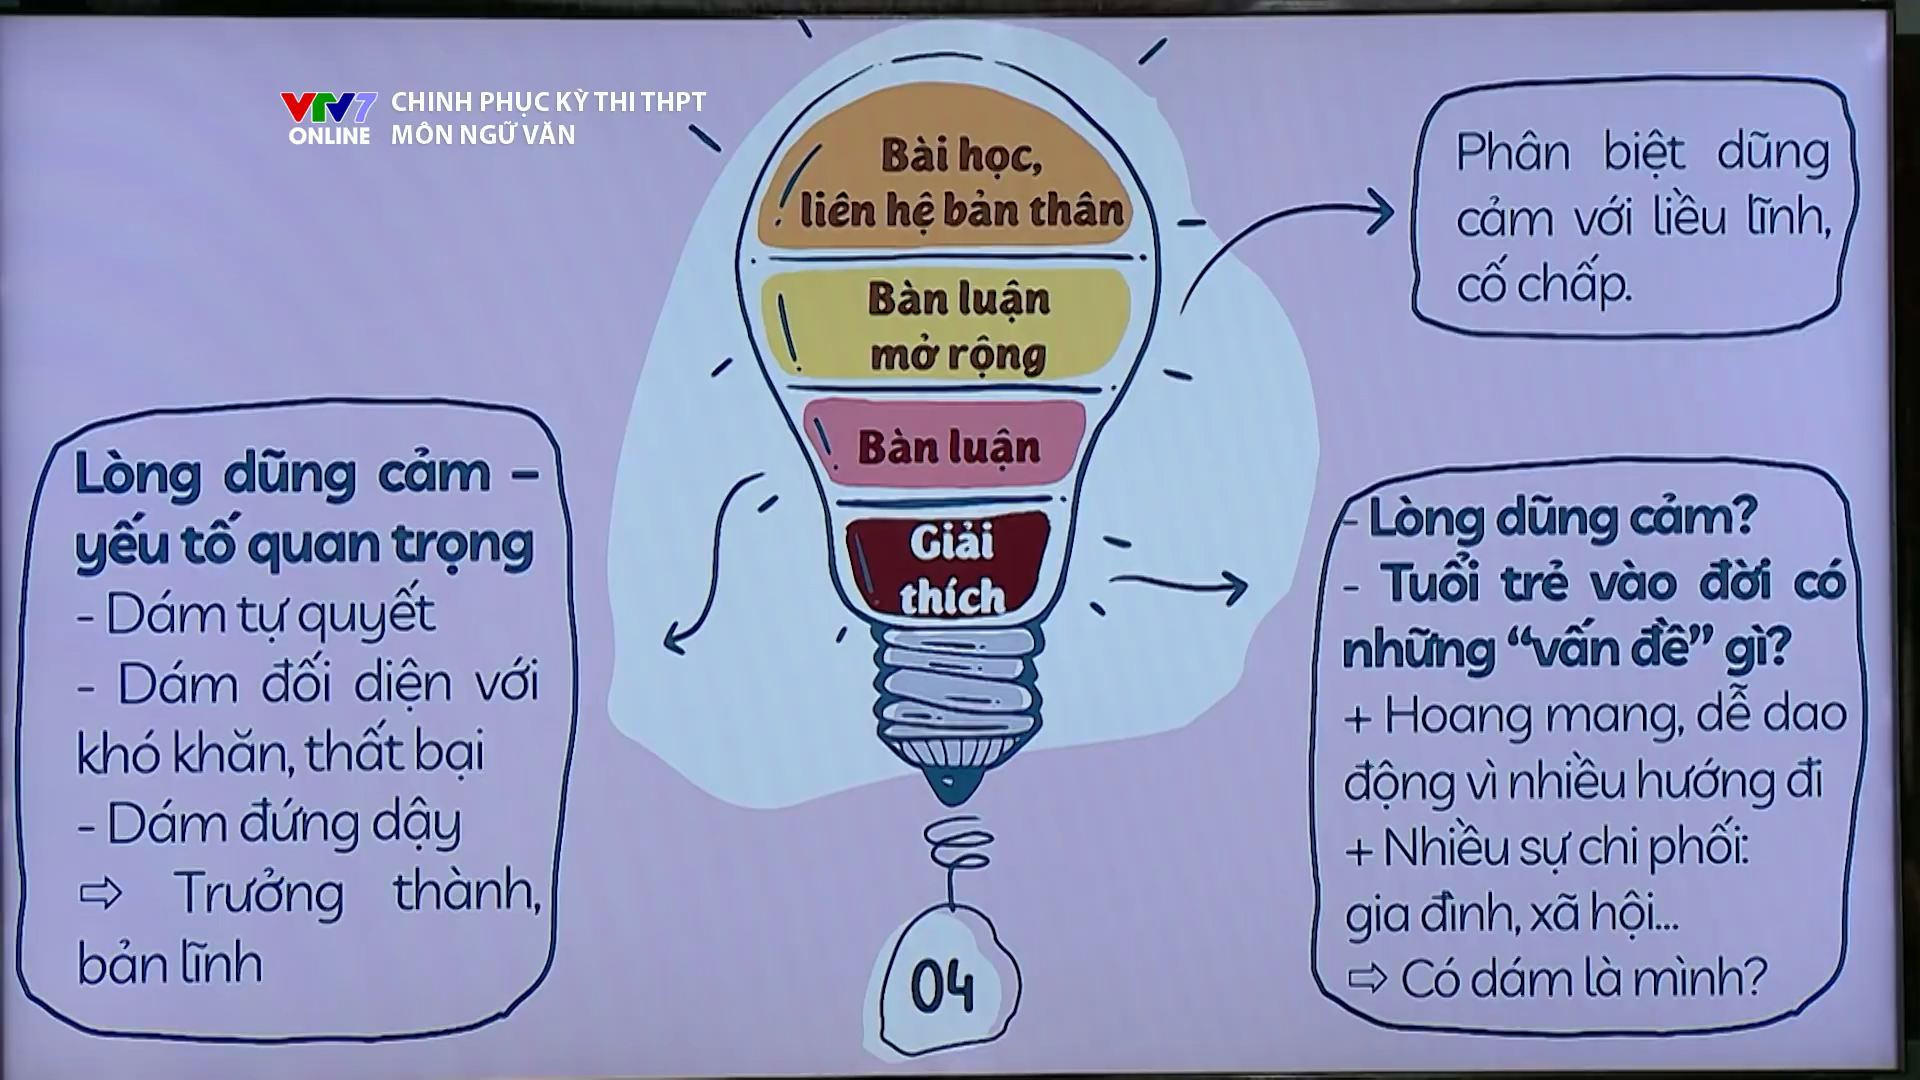 VTV7
ONLINE
CHINH PHỤC KỲ THI THPT
MÔN NGỮ VĂN
Bài học,
liên hệ bản thân
Bàn luận
mở rộng
Bàn luận
Giải
thích
04
Phân biệt dũng
cảm với liều lĩnh,
cố chấp.
Lòng dũng cảm –
yếu tố quan trọng
- Dám tự quyết
- Dám đối diện với
khó khăn, thất bại
- Dám đứng dậy
⇨ Trưởng thành,
bản lĩnh
- Lòng dũng cảm?
- Tuổi trẻ vào đời có
những “vấn đề” gì?
+ Hoang mang, dễ dao
động vì nhiều hướng đi
+ Nhiều sự chi phối:
gia đình, xã hội...
⇨ Có dám là mình?